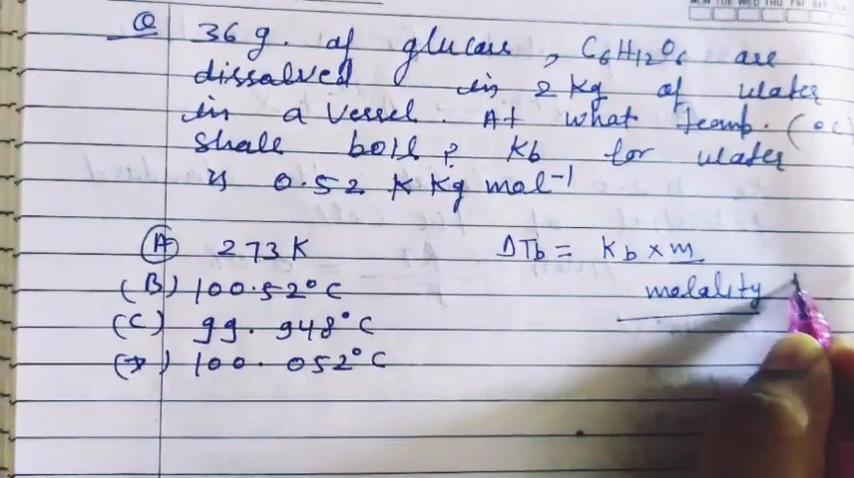 Q 36 g. of glucose, C6H12O6 are
dissolved in 2 Kg of water
in a vessel. At what temp. (°C)
shall boil? Kb for water
is 0.52 K Kg mol-1
(A) 273 K
ΔTb = Kb × m
(B) 100.52°C
molality
(C) 99.948°C
100.052°C